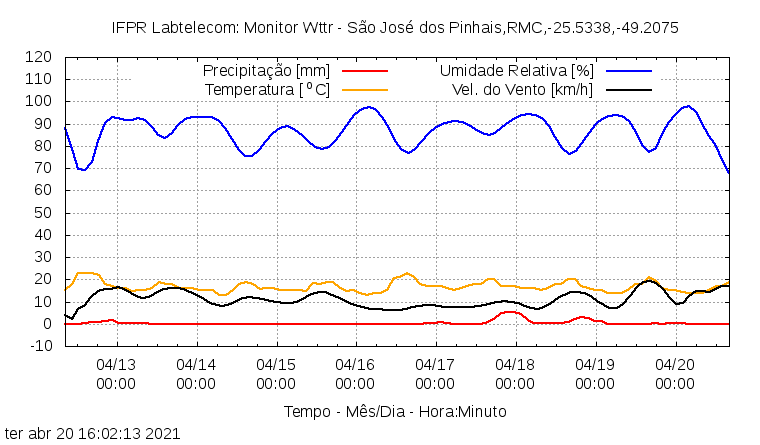 IFPR Labtelecom: Monitor Wttr - São José dos Pinhais,RMC,-25.5338,-49.2075
120
110
100
90
80
70
60
50
40
30
20
10
0
-10
Precipitação [mm]
Temperatura [ ⁰C]
Umidade Relativa [%]
Vel. do Vento [km/h]
04/13 04/14 04/15 04/16 04/17 04/18 04/19 04/20
00:00 00:00 00:00 00:00 00:00 00:00 00:00 00:00
Tempo - Mês/Dia - Hora:Minuto
ter abr 20 16:02:13 2021